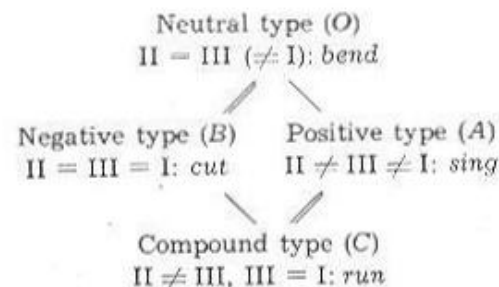 Neutral type (O)
II = III (≠ I): bend
Negative type (B) Positive type (A)
II = III = I: cut II ≠ III ≠ I: sing
Compound type (C)
II ≠ III, III = I: run